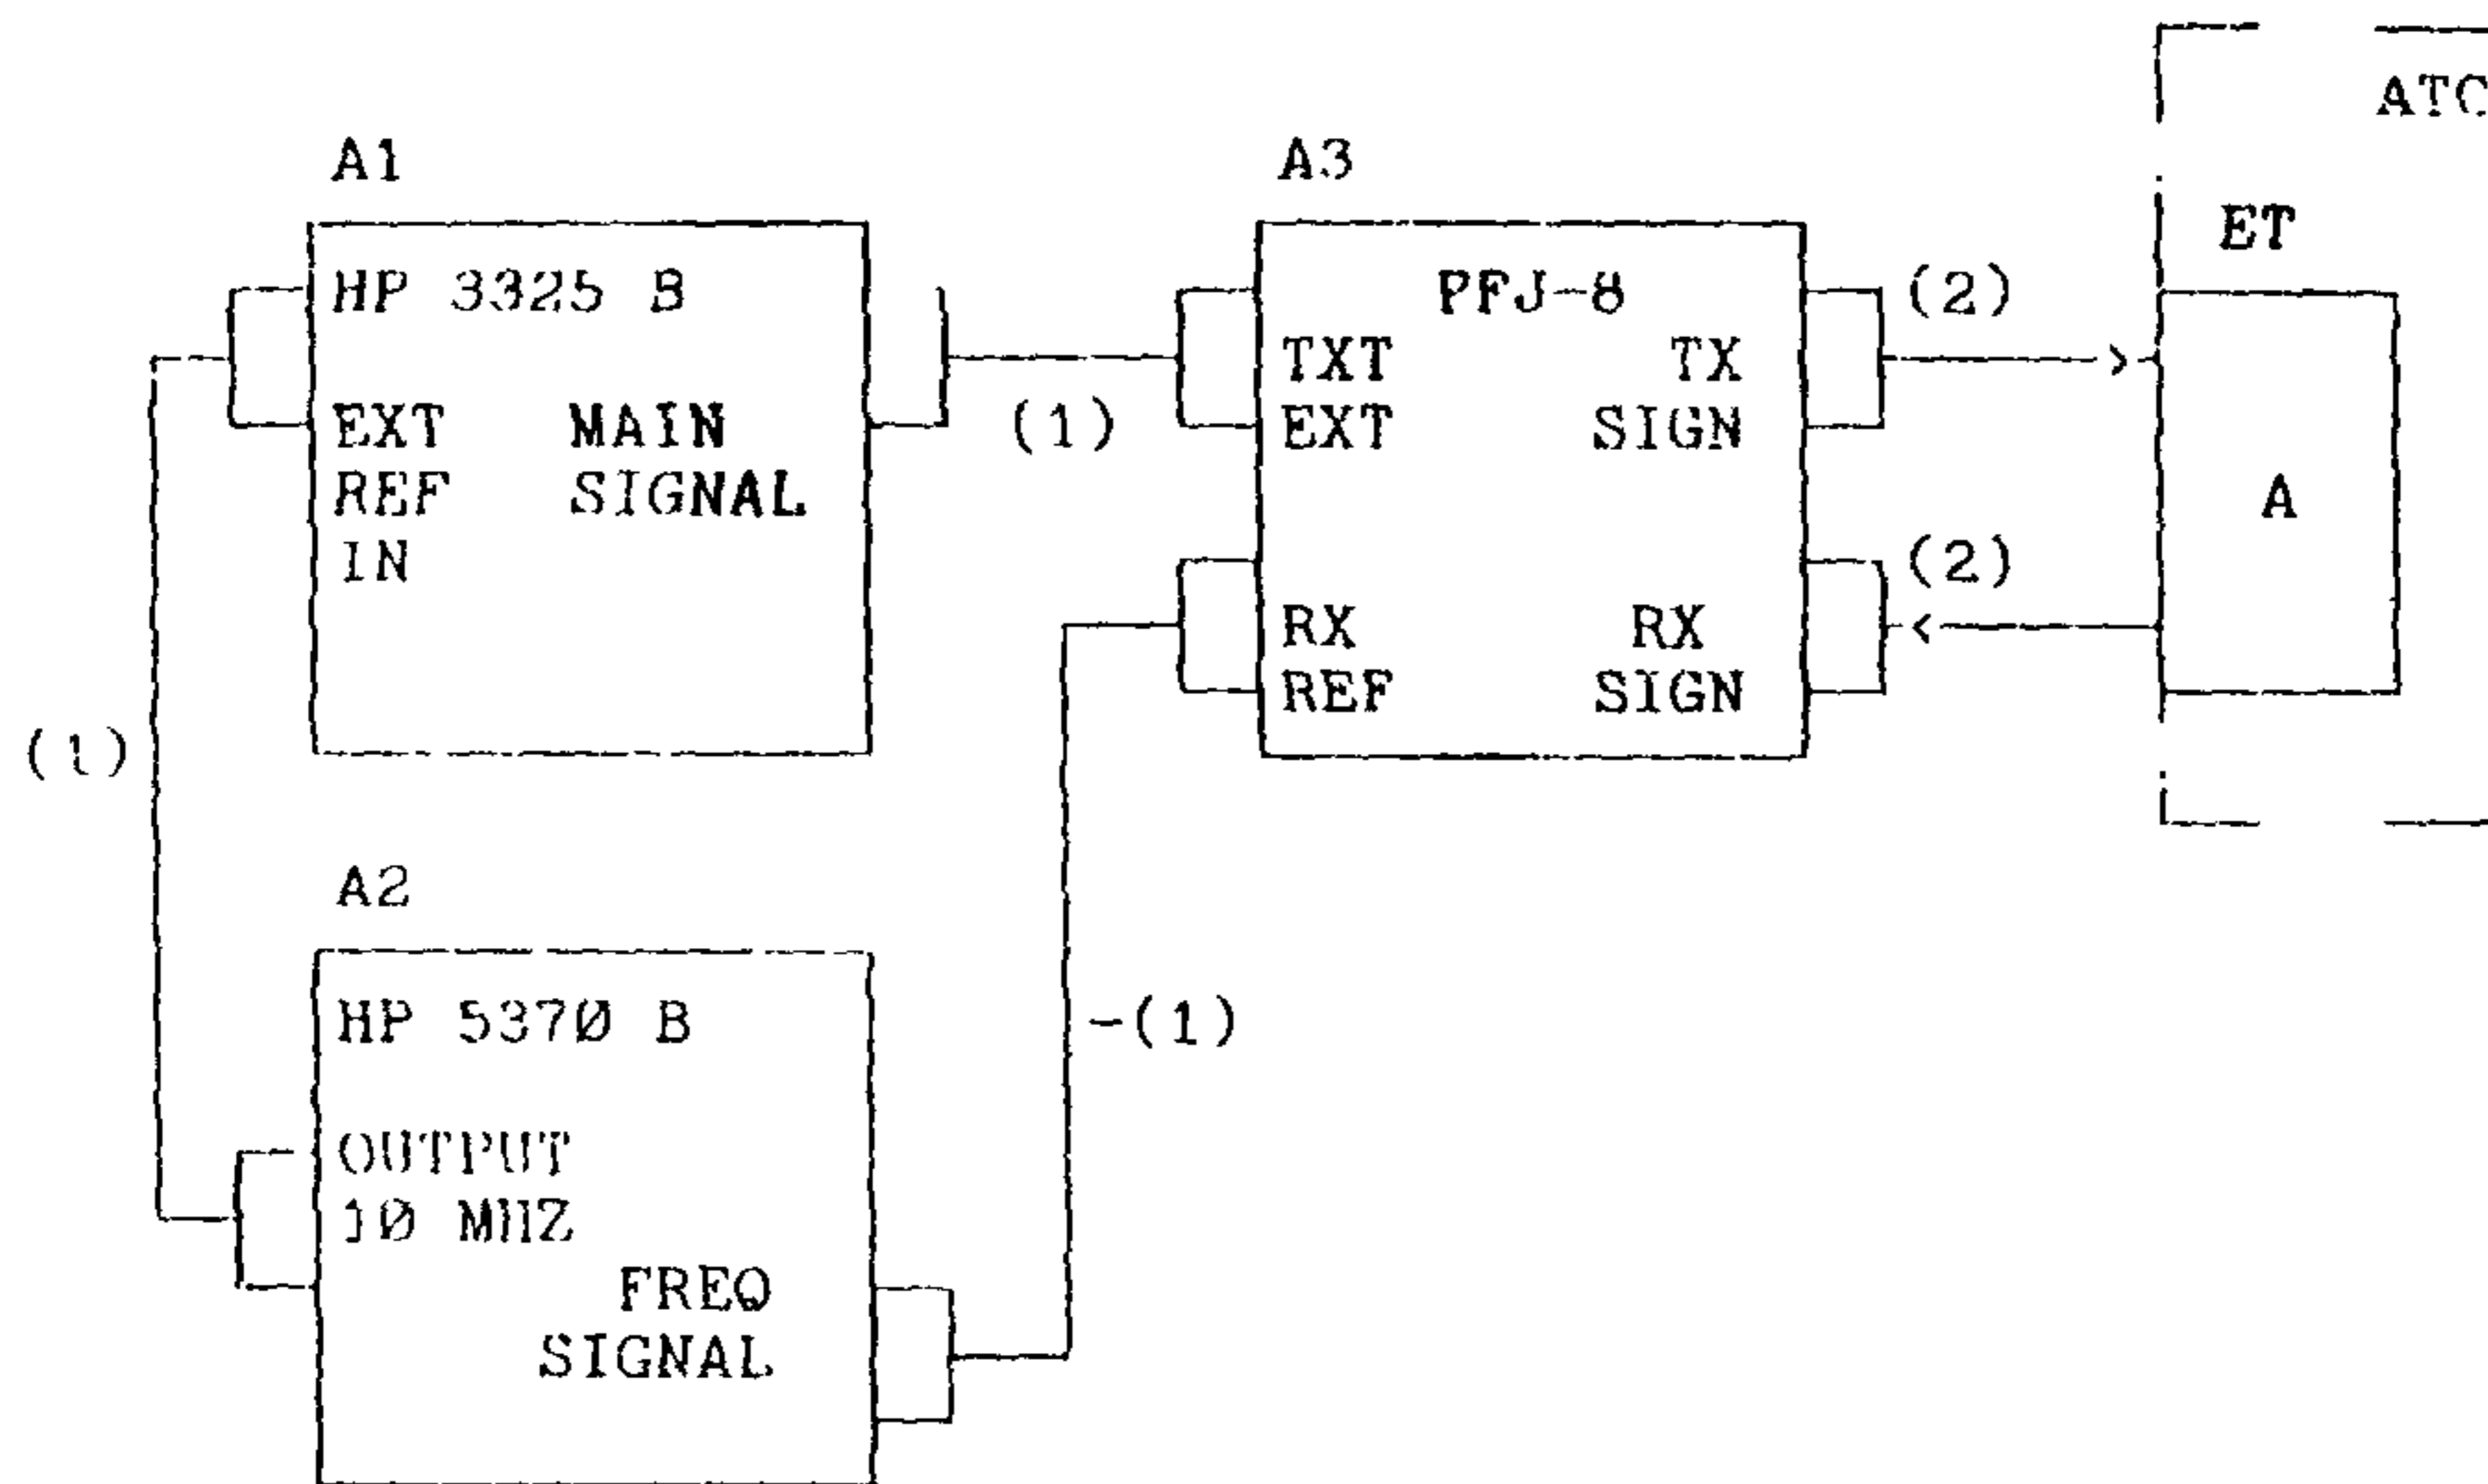 ATC
A1
A3
ET
HP 3325 B
PFJ-8
(2)
TXT
TX
EXT
MAIN
(1)
EXT
SIGN
REF
SIGNAL
A
IN
(2)
RX
RX
REF
SIGN
(1)
A2
HP 5370 B
-(1)
OUTPUT
10 MHZ
FREQ
SIGNAL